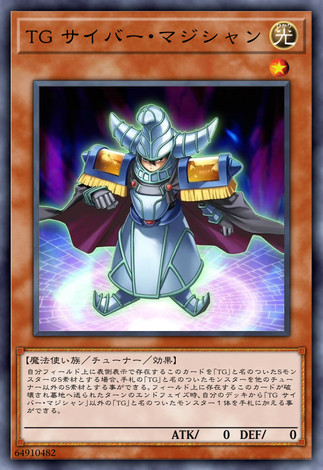 TG サイバー・マジシャン
光
[魔法使い族／チューナー／効果]
自分フィールド上に表側表示で存在するこのカードを「TG」と名のついたSモ
ンスターのS素材とする場合、手札の「TG」と名のついたモンスターを他のチュー
ナー以外のS素材とする事ができる。フィールド上に存在するこのカードが破
壊され墓地へ送られたターンのエンドフェイズ時、自分のデッキから「TG サイ
バー・マジシャン」以外の「TG」と名のついたモンスター１体を手札に加える事
ができる。
ATK/ 0 DEF/ 0
64910482